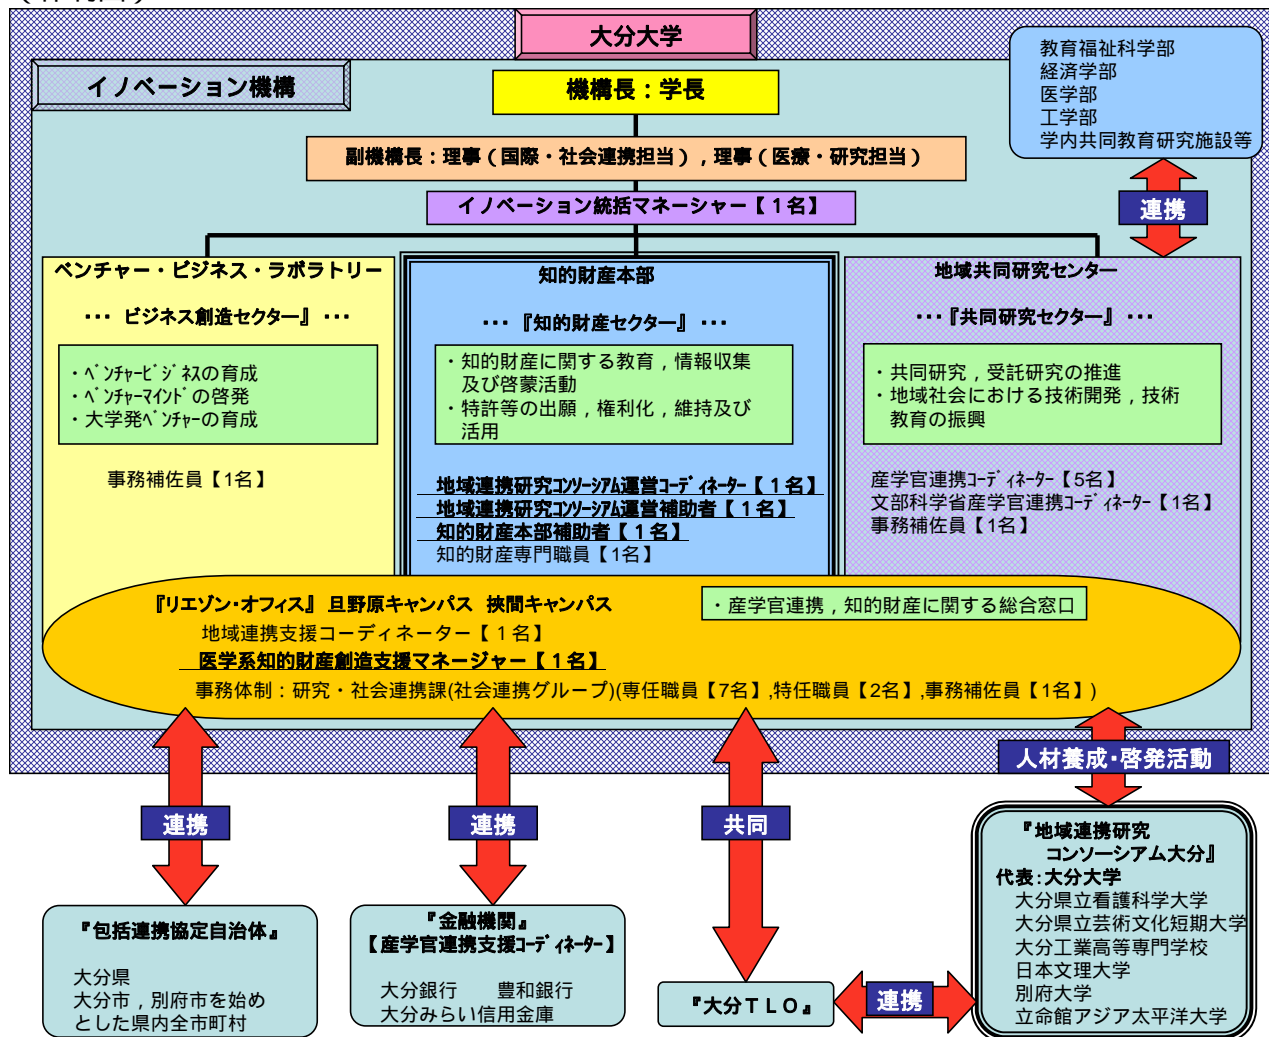 大分大学
イノベーション機構
機構長：学長
教育福祉科学部
経済学部
医学部
工学部
学内共同教育研究施設等
副機構長：理事（国際・社会連携担当），理事（医療・研究担当）
イノベーション統括マネーシャー【１名】
連携
ベンチャー・ビジネス・ラボラトリー
… ビジネス創造セクター』…
・ﾍﾞﾝﾁｬｰﾋﾞｼﾞﾈｽの育成
・ﾍﾞﾝﾁｬｰﾏｲﾝﾄﾞの啓発
・大学発ﾍﾞﾝﾁｬｰの育成
事務補佐員【1名】
知的財産本部
…『知的財産セクター』…
・知的財産に関する教育，情報収集
及び啓蒙活動
・特許等の出願，権利化，維持及び
活用
地域連携研究ｺﾝｿｰｼｱﾑ運営ｺｰﾃﾞｨﾈｰﾀｰ【１名】
地域連携研究ｺﾝｿｰｼｱﾑ運営補助者【１名】
知的財産本部補助者【１名】
知的財産専門職員【1名】
地域共同研究センター
…『共同研究セクター』…
・共同研究，受託研究の推進
・地域社会における技術開発，技術
教育の振興
産学官連携ｺｰﾃﾞｨﾈｰﾀｰ【5名】
文部科学省産学官連携ｺｰﾃﾞｨﾈｰﾀｰ【1名】
事務補佐員【1名】
『リエゾン・オフィス』 旦野原キャンパス 挾間キャンパス
・産学官連携，知的財産に関する総合窓口
地域連携支援コーディネーター【１名】
医学系知的財産創造支援マネージャー【１名】
事務体制：研究・社会連携課(社会連携グループ)(専任職員【7名】,特任職員【2名】,事務補佐員【1名】)
連携
連携
共同
人材養成・啓発活動
『包括連携協定自治体』
大分県
大分市，別府市を始め
とした県内全市町村
『金融機関』
【産学官連携支援ｺｰﾃﾞｨﾈｰﾀｰ】
大分銀行 豊和銀行
大分みらい信用金庫
『大分ＴＬＯ』
連携
『地域連携研究
コンソーシアム大分』
代表：大分大学
大分県立看護科学大学
大分県立芸術文化短期大学
大分工業高等専門学校
日本文理大学
別府大学
立命館アジア太平洋大学